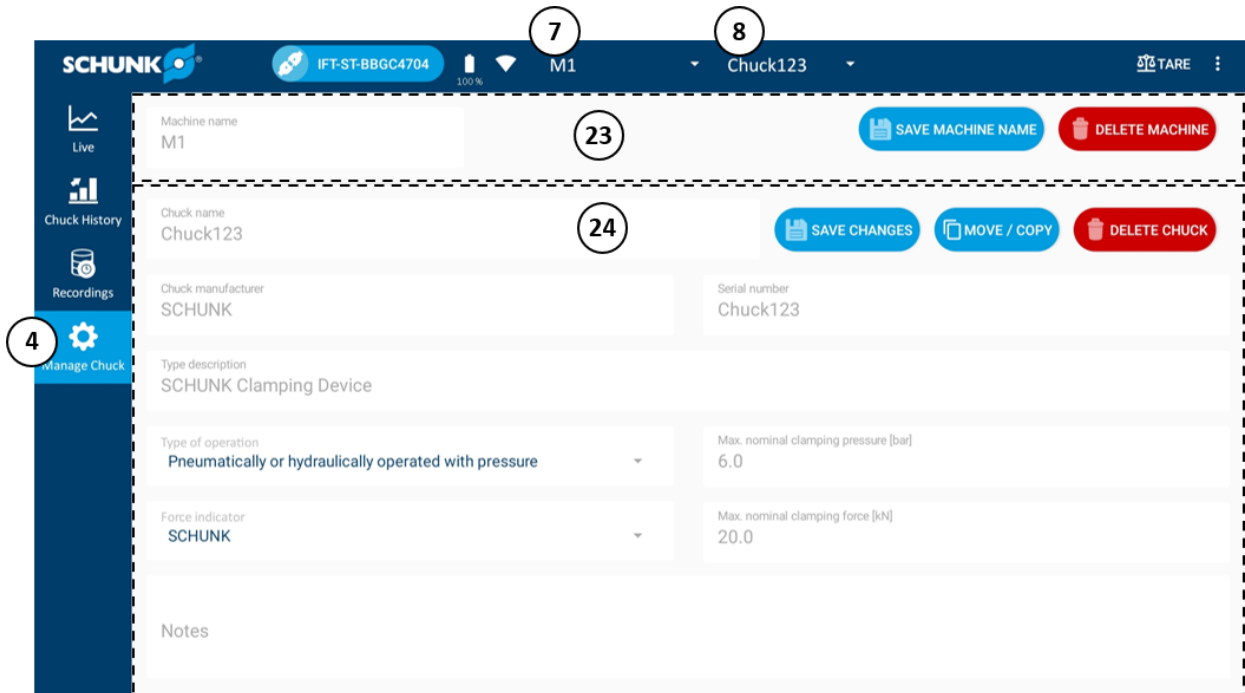 7
8
SCHUNK
IFT-ST-BBGC4704
100%
M1
Chuck123
TARE
Live
Chuck History
Recordings
4
Manage Chuck
Machine name
M1
23
SAVE MACHINE NAME
DELETE MACHINE
Chuck name
Chuck123
24
SAVE CHANGES
MOVE / COPY
DELETE CHUCK
Chuck manufacturer
SCHUNK
Serial number
Chuck123
Type description
SCHUNK Clamping Device
Type of operation
Pneumatically or hydraulically operated with pressure
Max. nominal clamping pressure [bar]
6.0
Force indicator
SCHUNK
Max. nominal clamping force [kN]
20.0
Notes